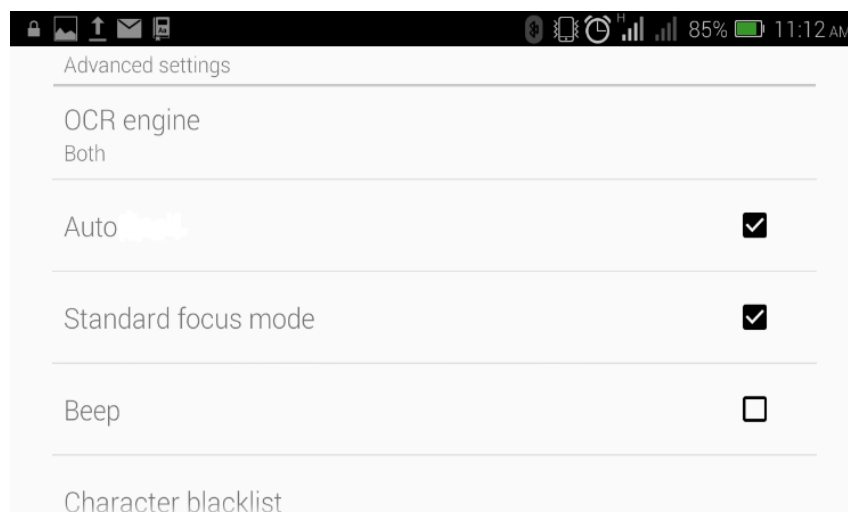 H 85% 11:12 AM
Advanced settings
OCR engine
Both
Auto
Standard focus mode
Beep
Character blacklist